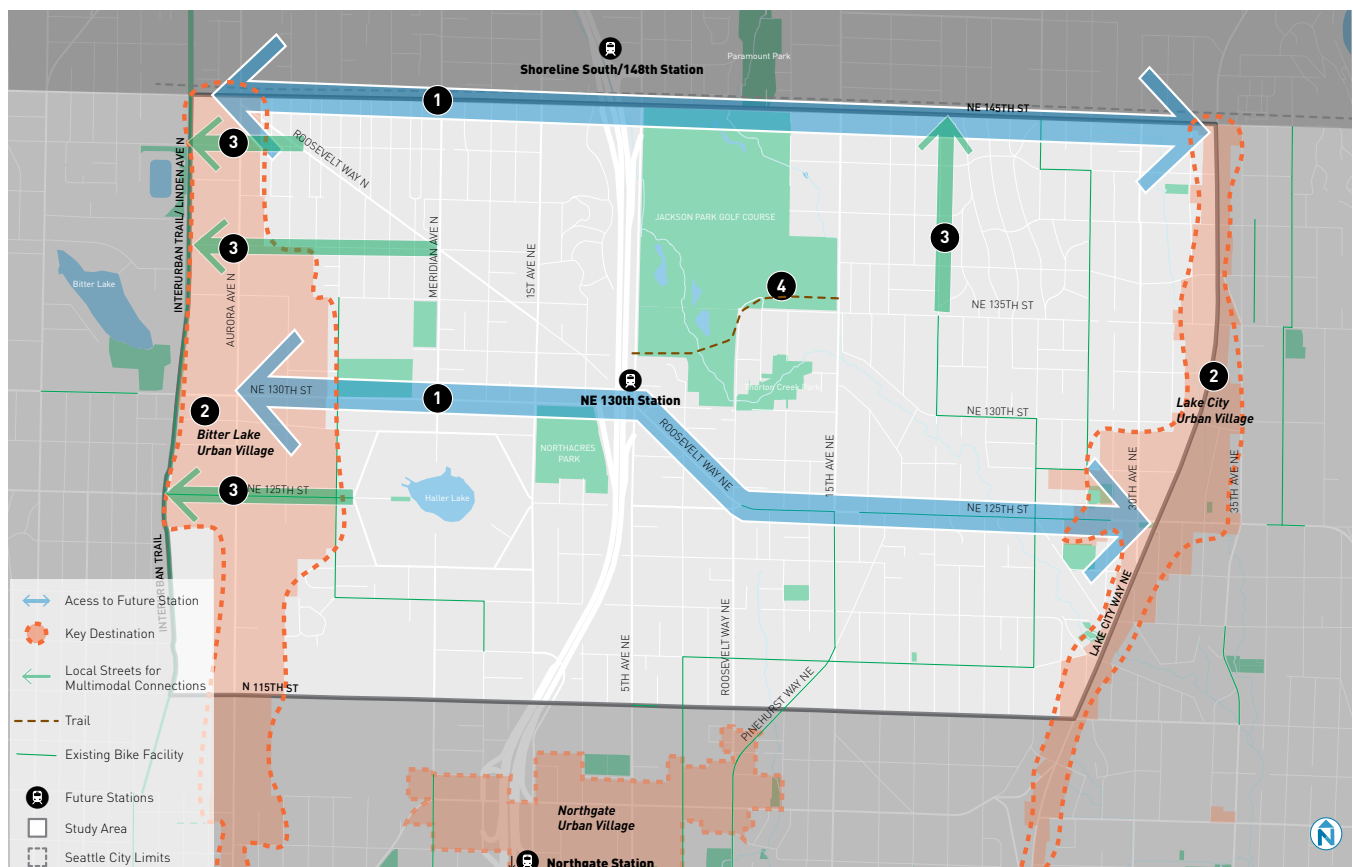 Paramount Park
Shoreline South/148th Station
1
NE 145TH ST
3
ROOSEVELT WAY N
INTERURBAN TRAIL/ LINDEN AVE N
JACKSON PARK GOLF COURSE
3
MERIDIAN AVE N
1ST AVE NE
3
Bitter Lake
AURORA AVE N
4
NE 135TH ST
NE 130TH ST
1
NE 130th Station
Thornton Creek Park
2
Lake City
Urban Village
2
Bitter Lake
Urban Village
NE 130TH ST
ROOSEVELT WAY NE
NORTHACRES
PARK
15TH AVE NE
30TH AVE NE
35TH AVE NE
3
NE 125TH ST
Haller Lake
NE 125TH ST
INTERURBAN TRAIL
LAKE CITY WAY NE
5TH AVE NE
ROOSEVELT WAY NE
PINEHURST WAY NE
N 115TH ST
Acess to Future Station
Key Destination
Local Streets for
Multimodal Connections
Trail
Existing Bike Facility
Future Stations
Study Area
Seattle City Limits
Northgate
Urban Village
Northgate Station
N